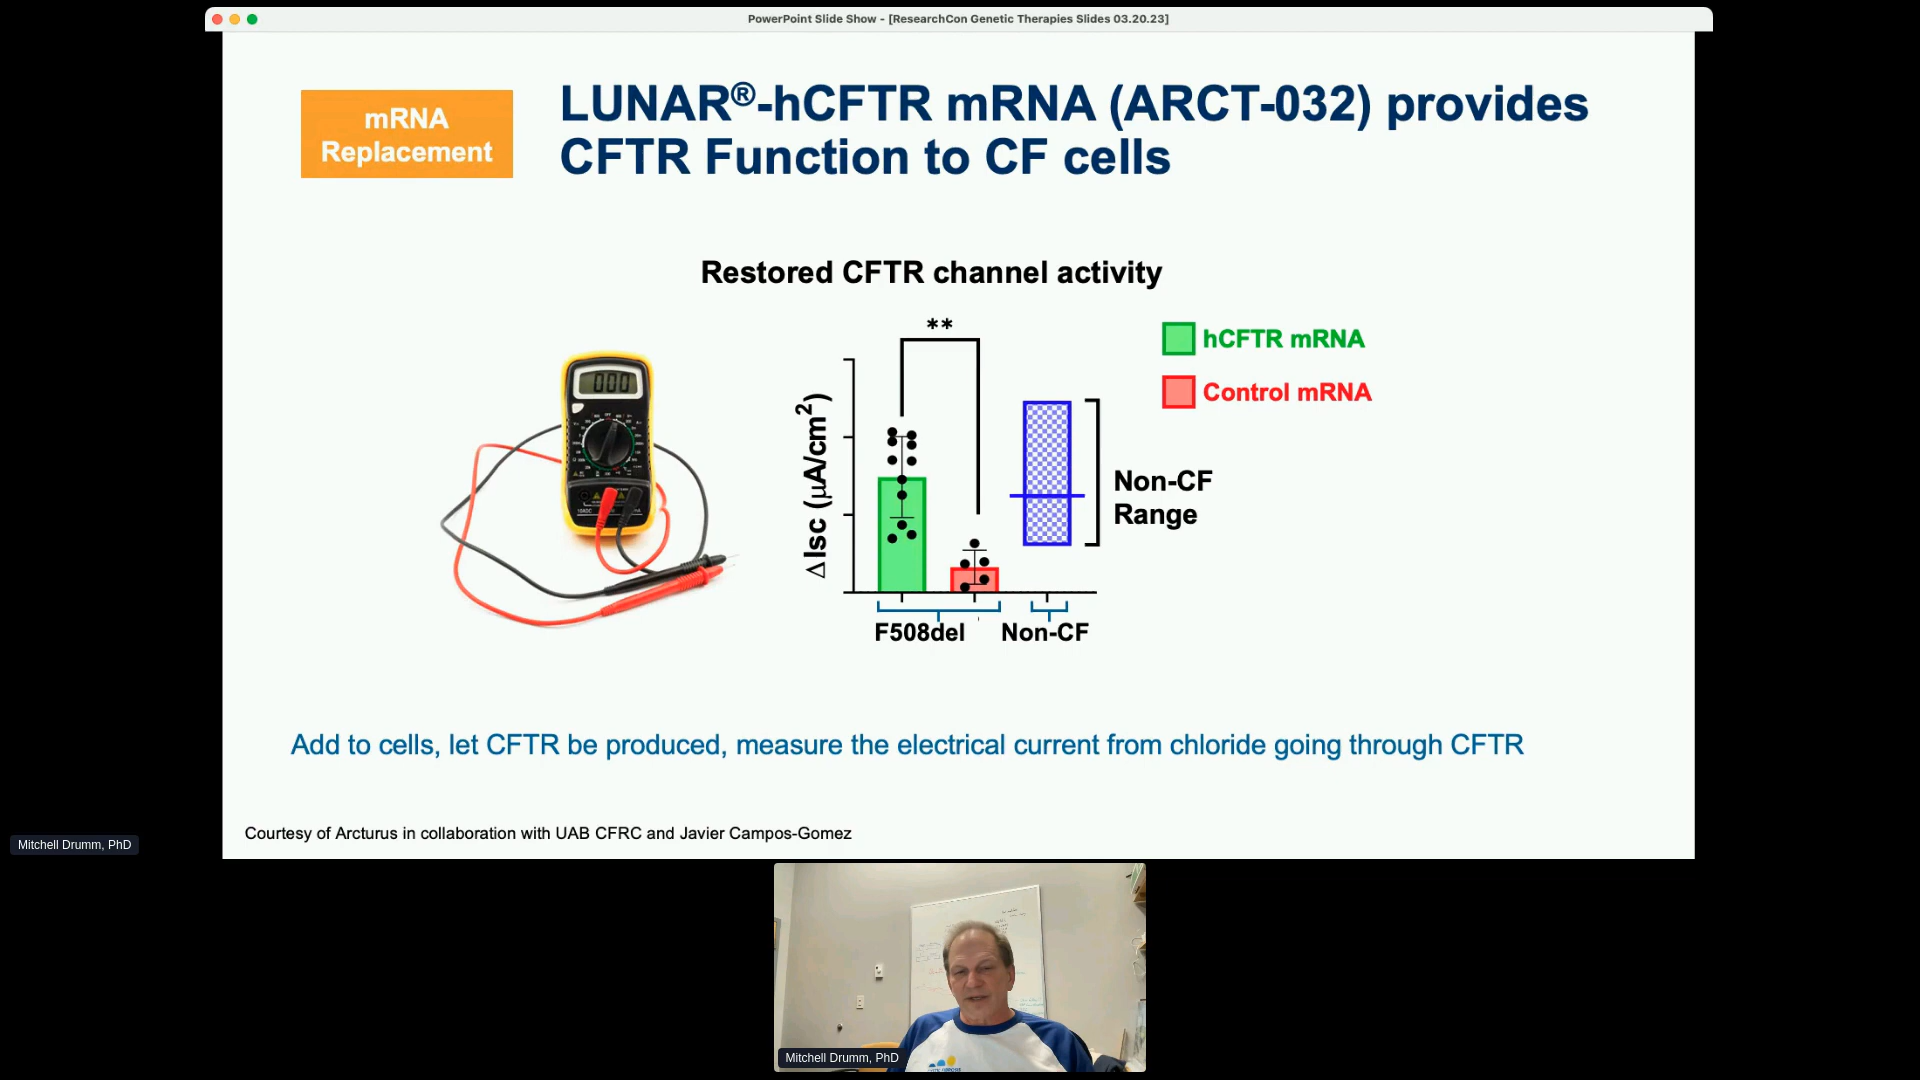 PowerPoint Slide Show - [ResearchCon Genetic Therapies Slides 03.20.23]
mRNA
Replacement
LUNAR®-hCFTR mRNA (ARCT-032) provides
CFTR Function to CF cells
Restored CFTR channel activity
**
hCFTR mRNA
Control mRNA
000
Δ Isc (µA/cm²)
Non-CF
Range
F508del
Non-CF
Add to cells, let CFTR be produced, measure the electrical current from chloride going through CFTR
Courtesy of Arcturus in collaboration with UAB CFRC and Javier Campos-Gomez
Mitchell Drumm, PhD
Mitchell Drumm, PhD